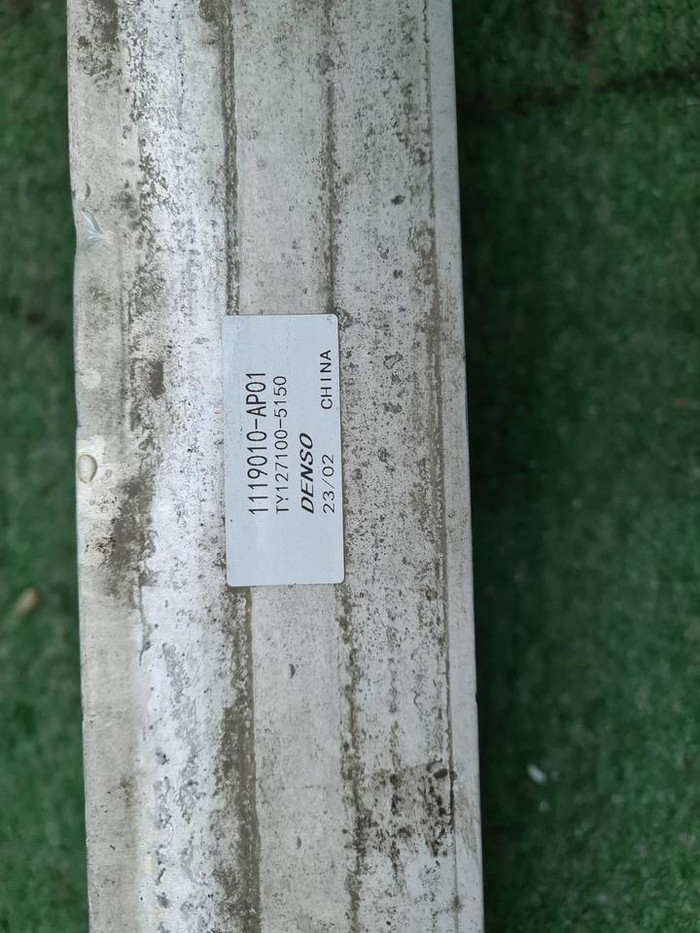 1119010-AP01
TY127100-5150
DENSO
23/02 CHINA